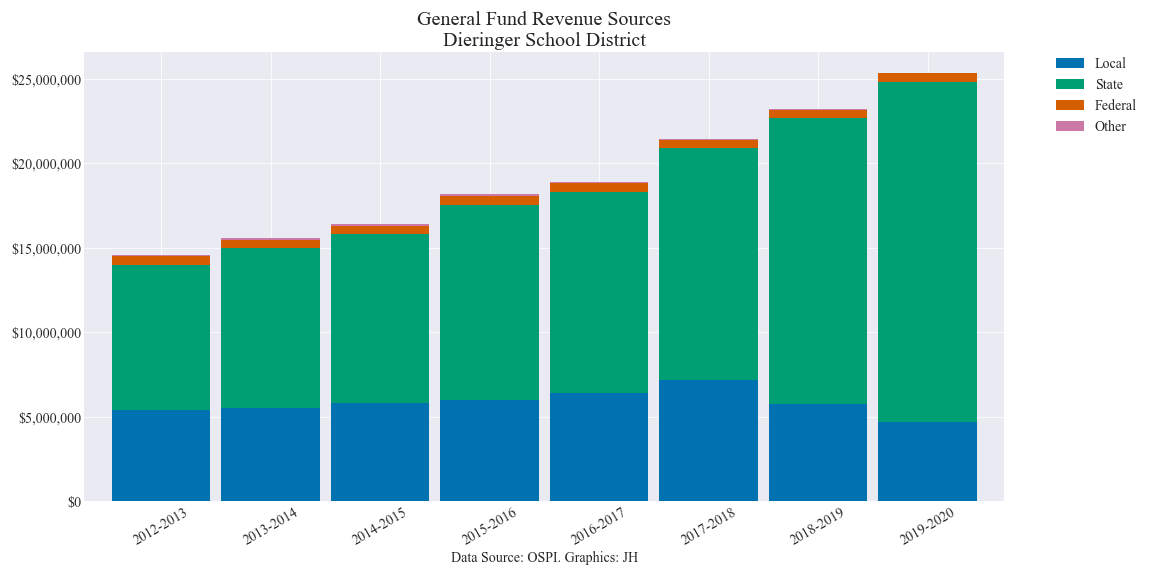 General Fund Revenue Sources
Dieringer School District
Local
State
Federal
Other
$25,000,000
$20,000,000
$15,000,000
$10,000,000
$5,000,000
$0
2012-2013
2013-2014
2014-2015
2015-2016
2016-2017
2017-2018
2018-2019
2019-2020
Data Source: OSPI. Graphics: JH